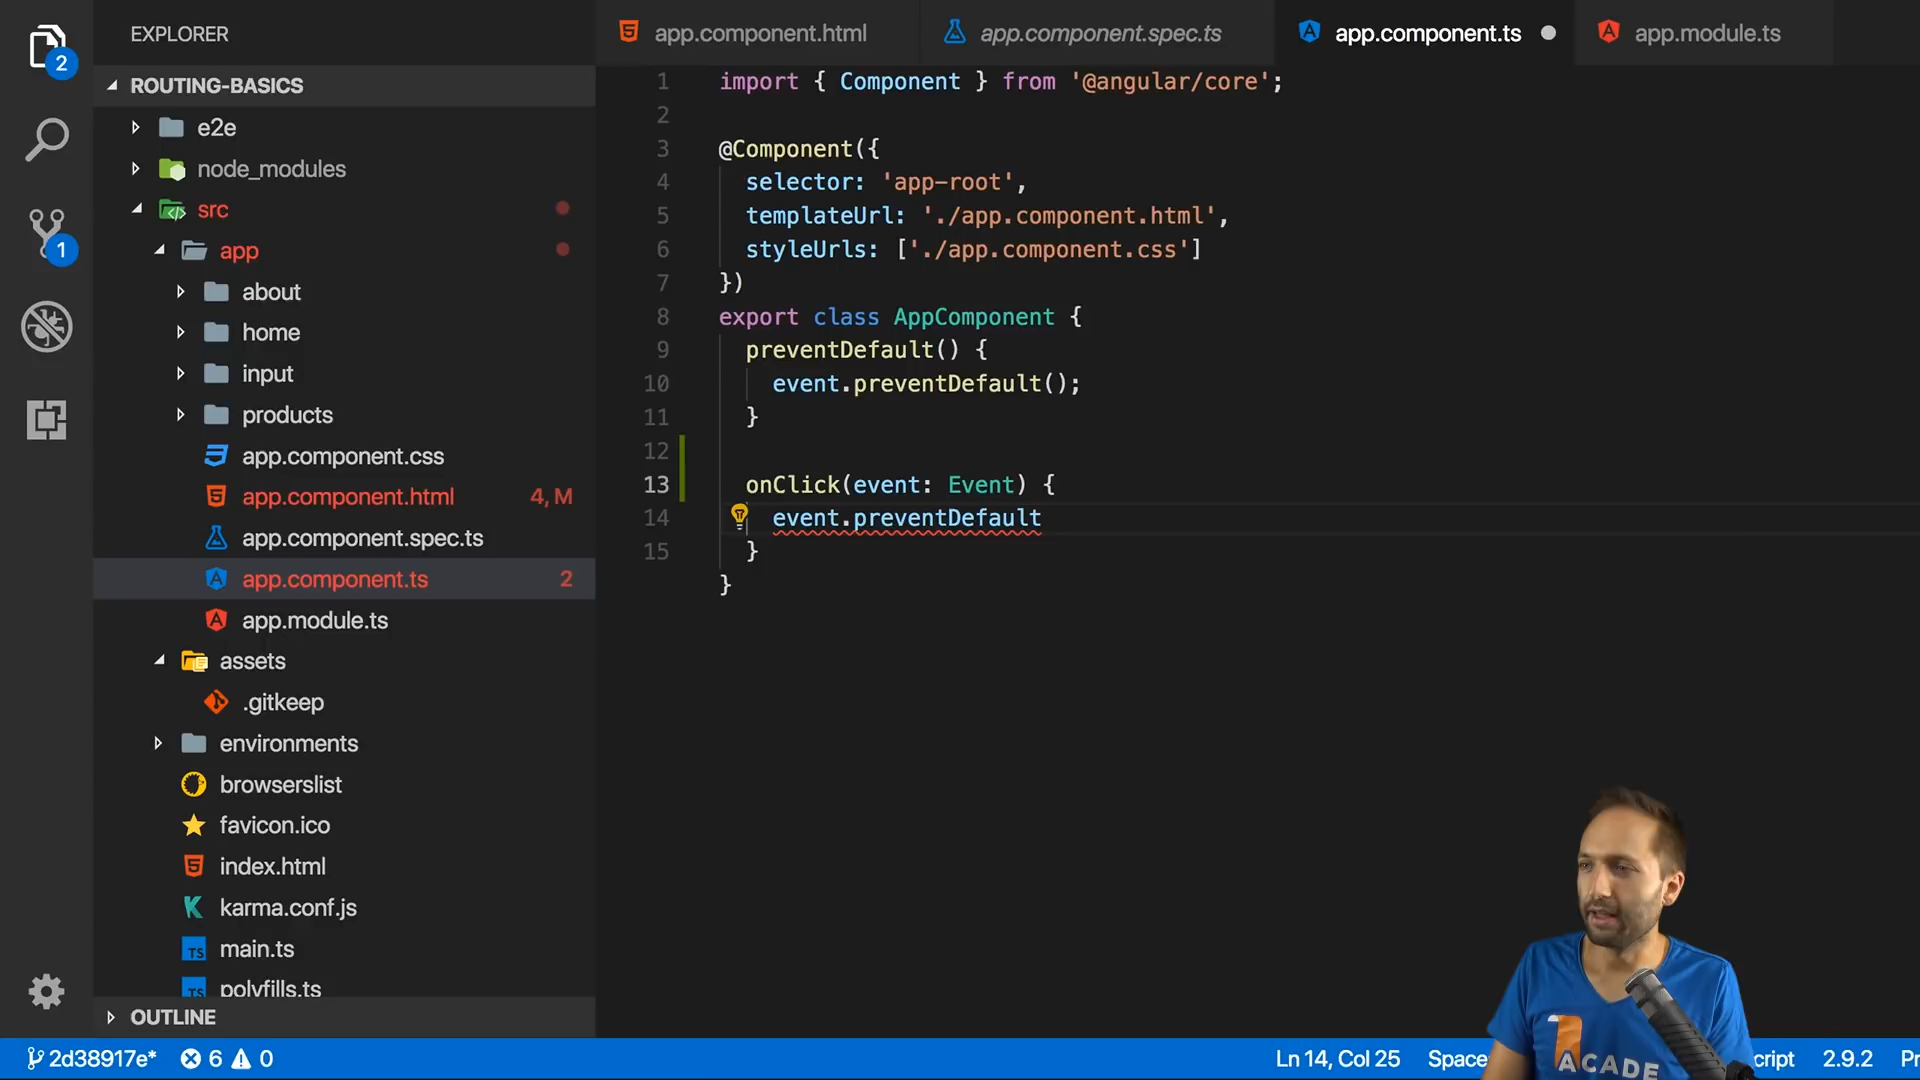 2
1
EXPLORER
ROUTING-BASICS
e2e
node_modules
src
app
about
home
input
products
app.component.css
app.component.html 4, M
app.component.spec.ts
app.component.ts 2
app.module.ts
assets
.gitkeep
environments
browserslist
favicon.ico
index.html
karma.conf.js
main.ts
polyfills.ts
OUTLINE
app.component.html
app.component.spec.ts
app.component.ts
app.module.ts
1 import { Component } from '@angular/core';
2
3 @Component({
4 selector: 'app-root',
5 templateUrl: './app.component.html',
6 styleUrls: ['./app.component.css']
7 })
8 export class AppComponent {
9 preventDefault() {
10 event.preventDefault();
11 }
12
13 onClick(event: Event) {
14 event.preventDefault
15 }
}
ACADE
2d38917e* 6 0
Ln 14, Col 25 Space cript 2.9.2 Pr